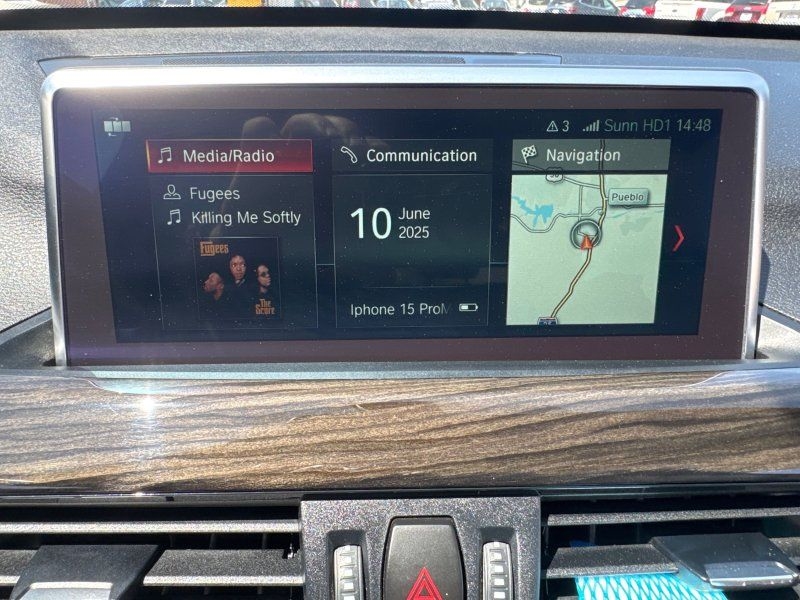 3 Sunn HD1 14:48
Media/Radio
Fugees
Killing Me Softly
Fugees
The
Score
Communication
10 June
2025
Iphone 15 ProM
Navigation
Pueblo